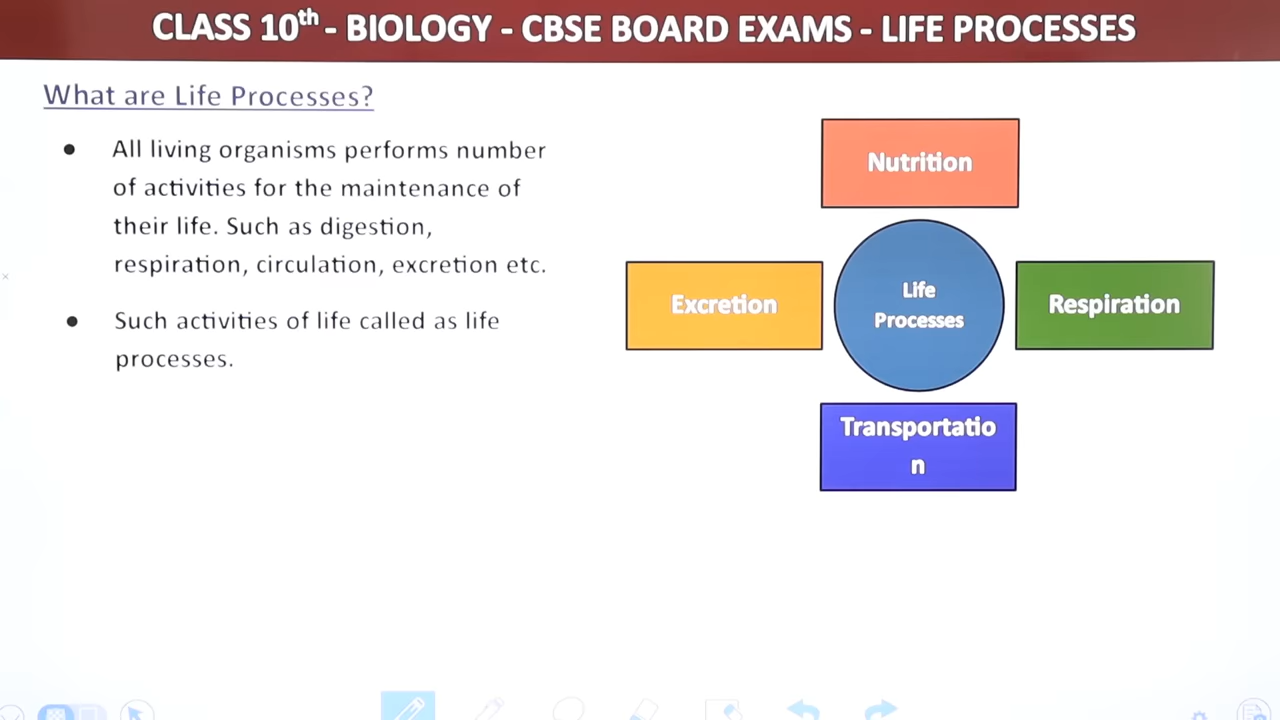 CLASS 10th - BIOLOGY - CBSE BOARD EXAMS - LIFE PROCESSES
What are Life Processes?
● All living organisms performs number
of activities for the maintenance of
their life. Such as digestion,
respiration, circulation, excretion etc.
● Such activities of life called as life
processes.
Nutrition
Excretion
Life
Processes
Respiration
Transportatio
n